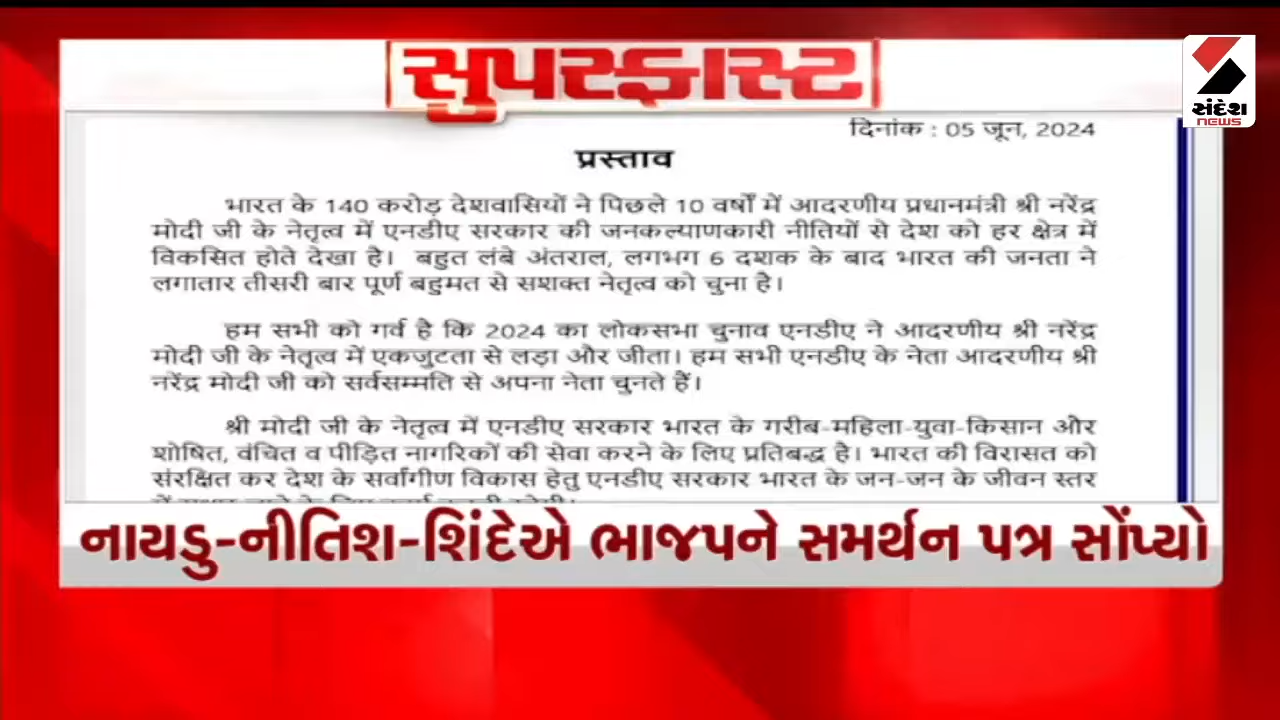 સુપરફાસ્ટ
સંદેશ
NEWS
दिनांक : 05 जून, 2024
प्रस्ताव
भारत के 140 करोड़ देशवासियों ने पिछले 10 वर्षों में आदरणीय प्रधानमंत्री श्री नरेंद्र
मोदी जी के नेतृत्व में एनडीए सरकार की जनकल्याणकारी नीतियों से देश को हर क्षेत्र में
विकसित होते देखा है। बहुत लंबे अंतराल, लगभग 6 दशक के बाद भारत की जनता ने
लगातार तीसरी बार पूर्ण बहुमत से सशक्त नेतृत्व को चुना है।
हम सभी को गर्व है कि 2024 का लोकसभा चुनाव एनडीए ने आदरणीय श्री नरेंद्र
मोदी जी के नेतृत्व में एकजुटता से लड़ा और जीता। हम सभी एनडीए के नेता आदरणीय श्री
नरेंद्र मोदी जी को सर्वसम्मति से अपना नेता चुनते हैं।
श्री मोदी जी के नेतृत्व में एनडीए सरकार भारत के गरीब-महिला-युवा-किसान और
शोषित, वंचित व पीड़ित नागरिकों की सेवा करने के लिए प्रतिबद्ध है। भारत की विरासत को
संरक्षित कर देश के सर्वांगीण विकास हेतु एनडीए सरकार भारत के जन-जन के जीवन स्तर
નાયડુ-નીતિશ-શિંદેએ ભાજપને સમર્થન પત્ર સોંપ્યો